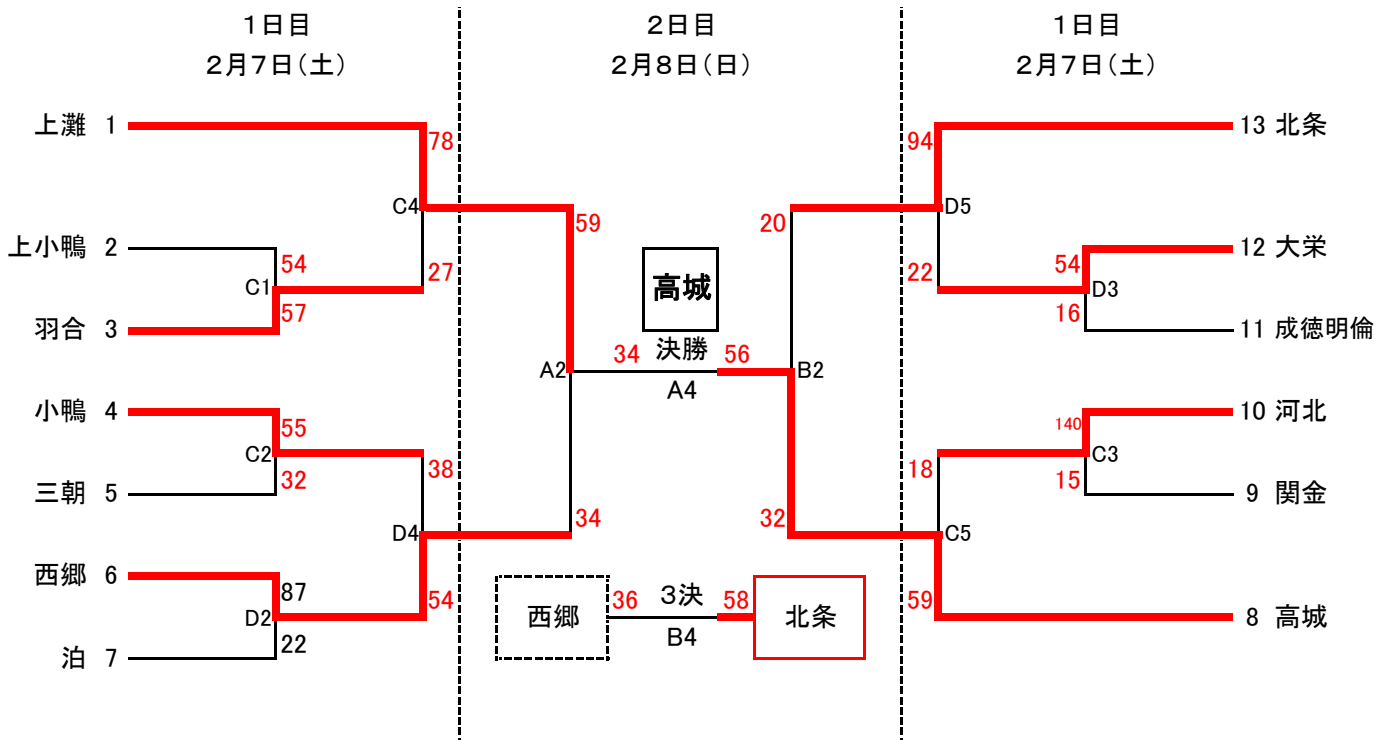 1日目
2月7日(土)
2日目
2月8日(日)
1日目
2月7日(土)
上灘 1
78
94
13 北条
C4
59
20
D5
上小鴨 2
54
27
高城
22
54
12 大栄
C1
D3
羽合 3
57
16
11 成徳明倫
34 決勝 56
A2
A4
B2
小鴨 4
55
140
10 河北
C2
38
18
C3
三朝 5
32
15
9 関金
34
32
D4
C5
西郷 6
87
54
59
西郷
36 3決 58
北条
D2
B4
8 高城
22
泊 7